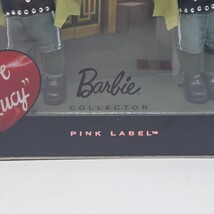 Lucy"
Barbie
COLLECTOR
PINK LABEL™